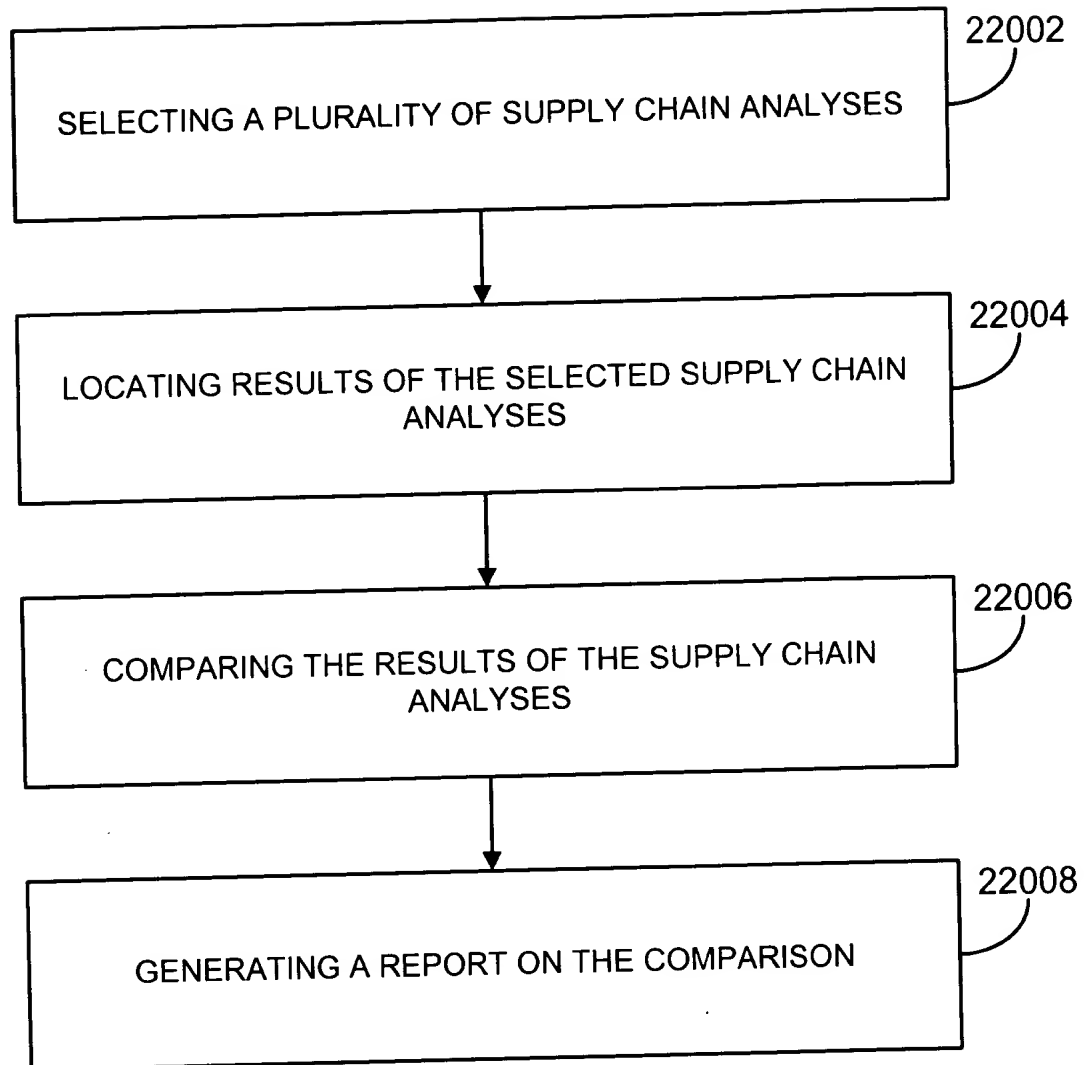 22002
SELECTING A PLURALITY OF SUPPLY CHAIN ANALYSES
22004
LOCATING RESULTS OF THE SELECTED SUPPLY CHAIN
ANALYSES
22006
COMPARING THE RESULTS OF THE SUPPLY CHAIN
ANALYSES
22008
GENERATING A REPORT ON THE COMPARISON